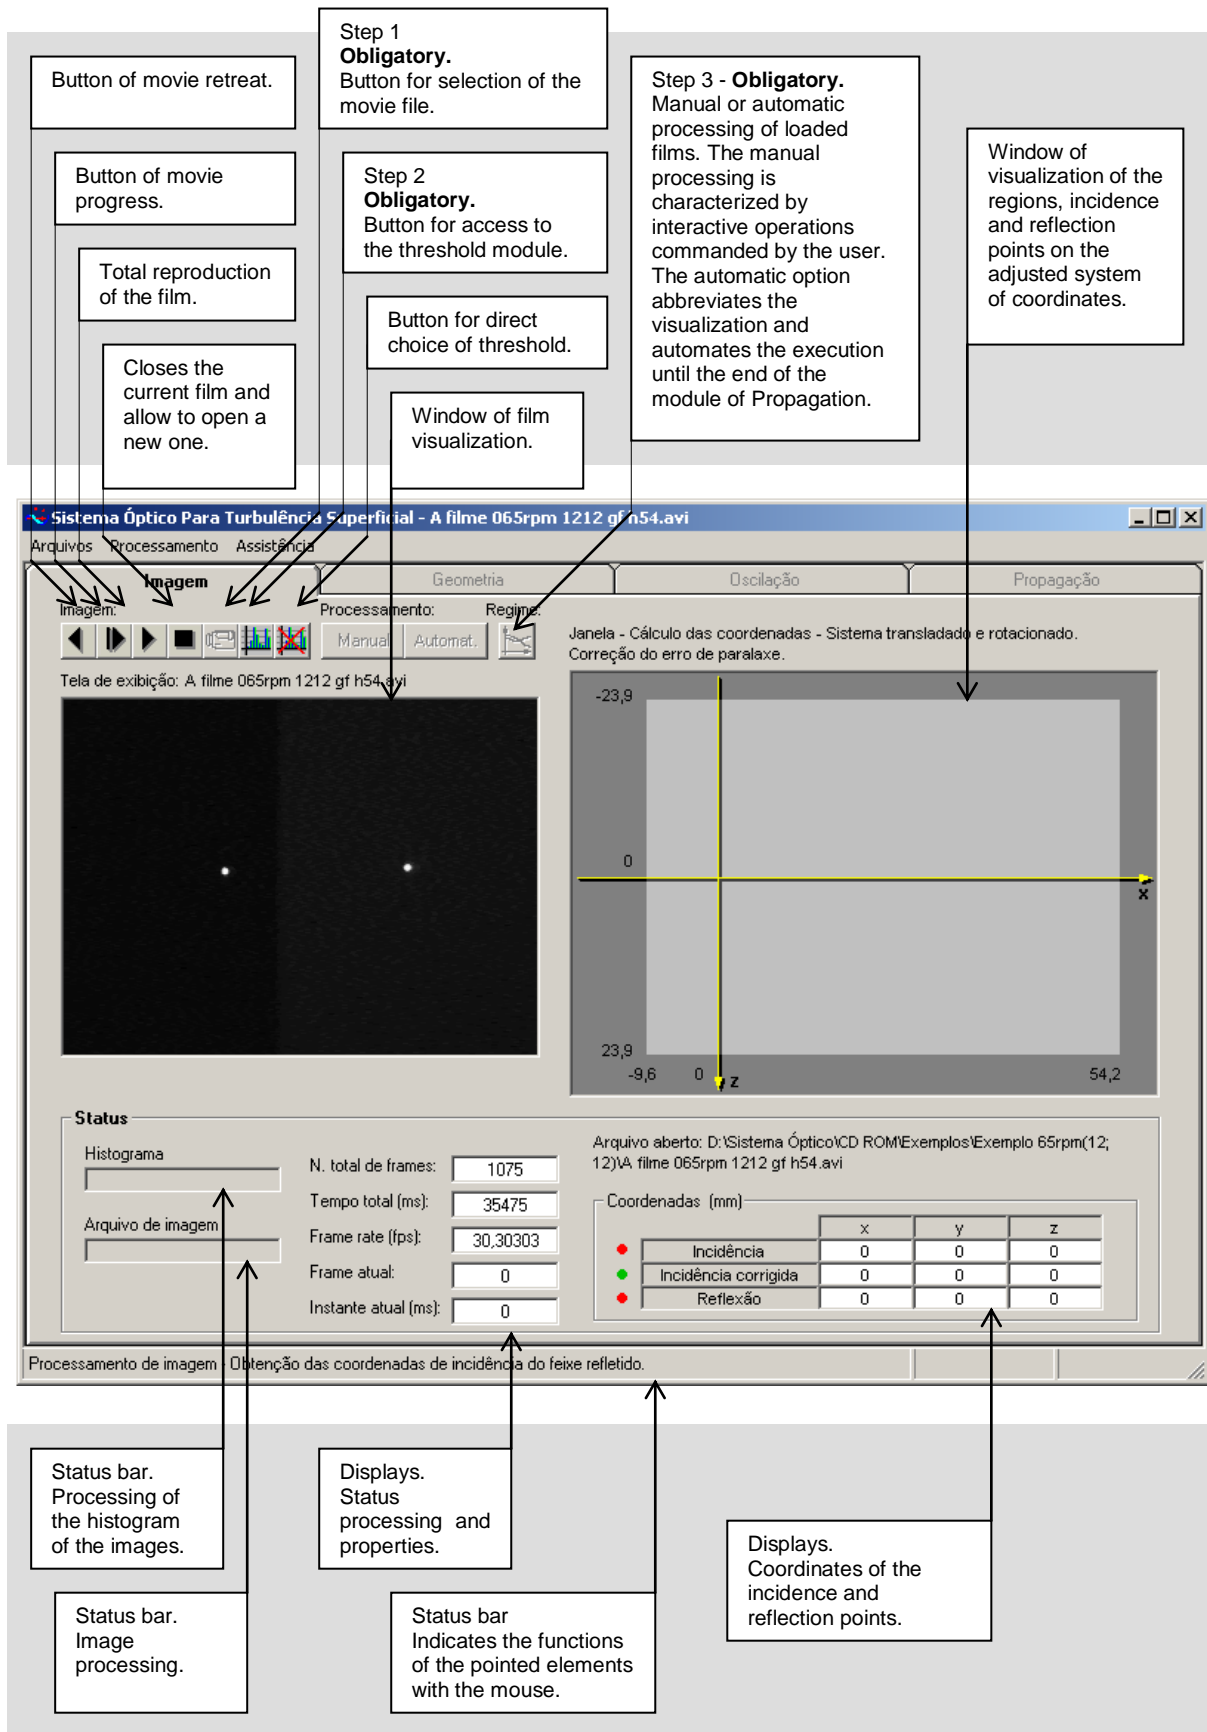 Step 1
Obligatory.
Button for selection of the
movie file.
Button of movie retreat.
Step 3 - Obligatory.
Manual or automatic
processing of loaded
films. The manual
processing is
characterized by
interactive operations
commanded by the user.
The automatic option
abbreviates the
visualization and
automates the execution
until the end of the
module of Propagation.
Window of
visualization of the
regions, incidence
and reflection
points on the
adjusted system
of coordinates.
Button of movie
progress.
Step 2
Obligatory.
Button for access to
the threshold module.
Total reproduction
of the film.
Button for direct
choice of threshold.
Closes the
current film and
allow to open a
new one.
Window of film
visualization.
Sistema Óptico Para Turbulência Superficial - A filme 065rpm 1212 gf h54.avi
Arquivos Processamento Assistência
Imagem Geometria Oscilação Propagação
Imagem: Processamento: Regime:
Manual Automat.
Janela - Cálculo das coordenadas - Sistema transladado e rotacionado.
Correção do erro de paralaxe.
Tela de exibição: A filme 065rpm 1212 gf h54.avi
-23,9
0
x
23,9
-9,6 0 z 54,2
Status
Histograma
Arquivo de imagem
N. total de frames: 1075
Tempo total (ms): 35475
Frame rate (fps): 30,30303
Frame atual: 0
Instante atual (ms): 0
Arquivo aberto: D:\Sistema Óptico\CD ROM\Exemplos\Exemplo 65rpm(12;
12)\A filme 065rpm 1212 gf h54.avi
Coordenadas (mm)
x y z
Incidência 0 0 0
Incidência corrigida 0 0 0
Reflexão 0 0 0
Processamento de imagem - Obtenção das coordenadas de incidência do feixe refletido.
Status bar.
Processing of
the histogram
of the images.
Displays.
Status
processing and
properties.
Displays.
Coordinates of the
incidence and
reflection points.
Status bar.
Image
processing.
Status bar
Indicates the functions
of the pointed elements
with the mouse.